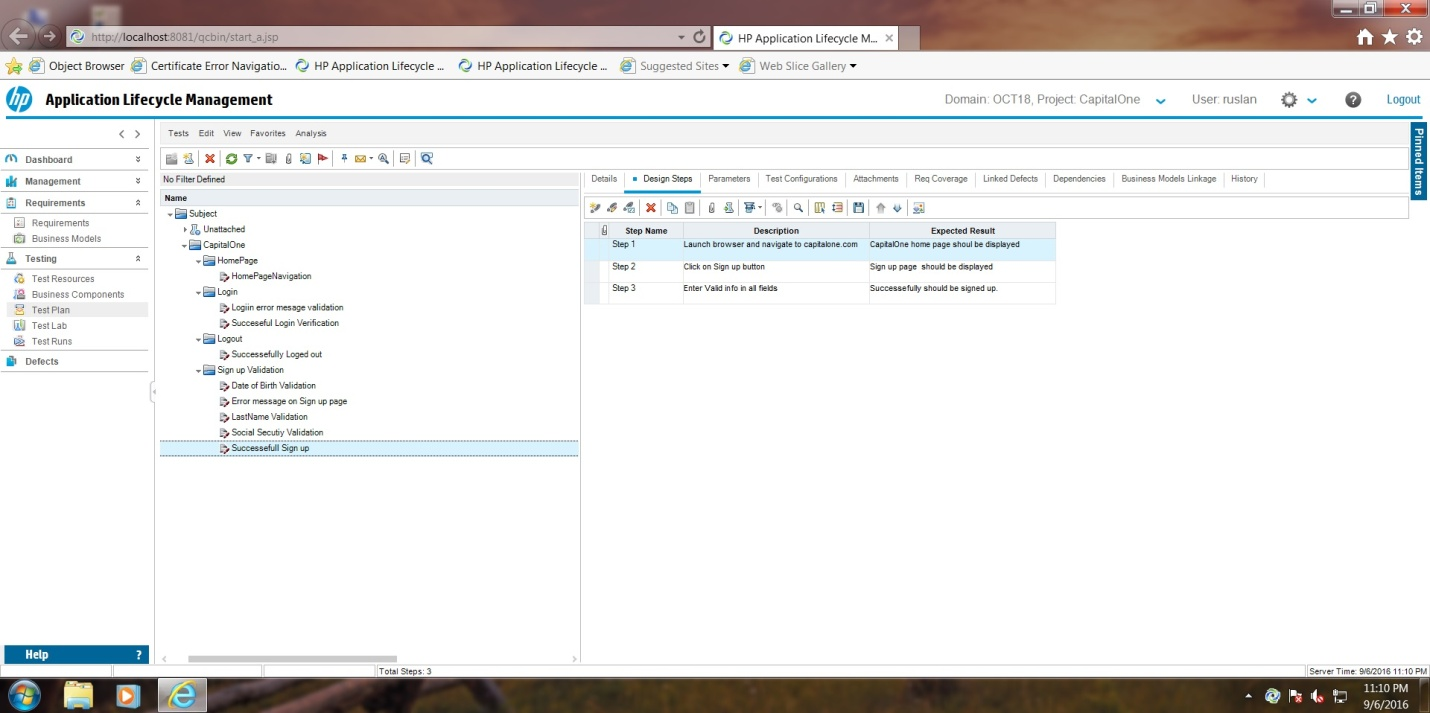 http://localhost:8081/qcbin/start_a.jsp
HP Application Lifecycle M...
Object Browser
Certificate Error Navigatio...
HP Application Lifecycle ...
HP Application Lifecycle ...
Suggested Sites
Web Slice Gallery
hp
Application Lifecycle Management
Domain: OCT18, Project: CapitalOne
User: ruslan
?
Logout
Pinned Items
Dashboard
Management
Requirements
Requirements
Business Models
Testing
Test Resources
Business Components
Test Plan
Test Lab
Test Runs
Defects
Help ?
Tests Edit View Favorites Analysis
No Filter Defined
Name
Subject
Unattached
CapitalOne
HomePage
HomePageNavigation
Login
Logiin error mesage validation
Succeseful Login Verification
Logout
Successefully Loged out
Sign up Validation
Date of Birth Validation
Error message on Sign up page
LastName Validation
Social Secutiy Validation
Successefull Sign up
Details Design Steps Parameters Test Configurations Attachments Req Coverage Linked Defects Dependencies Business Models Linkage History
Step Name Description Expected Result
Step 1 Launch browser and navigate to capitalone.com CapitalOne home page shoul be displayed
Step 2 Click on Sign up button Sign up page should be displayed
Step 3 Enter Valid info in all fields Successefully should be signed up.
Total Steps: 3
Server Time: 9/6/2016 11:10 PM
11:10 PM
9/6/2016